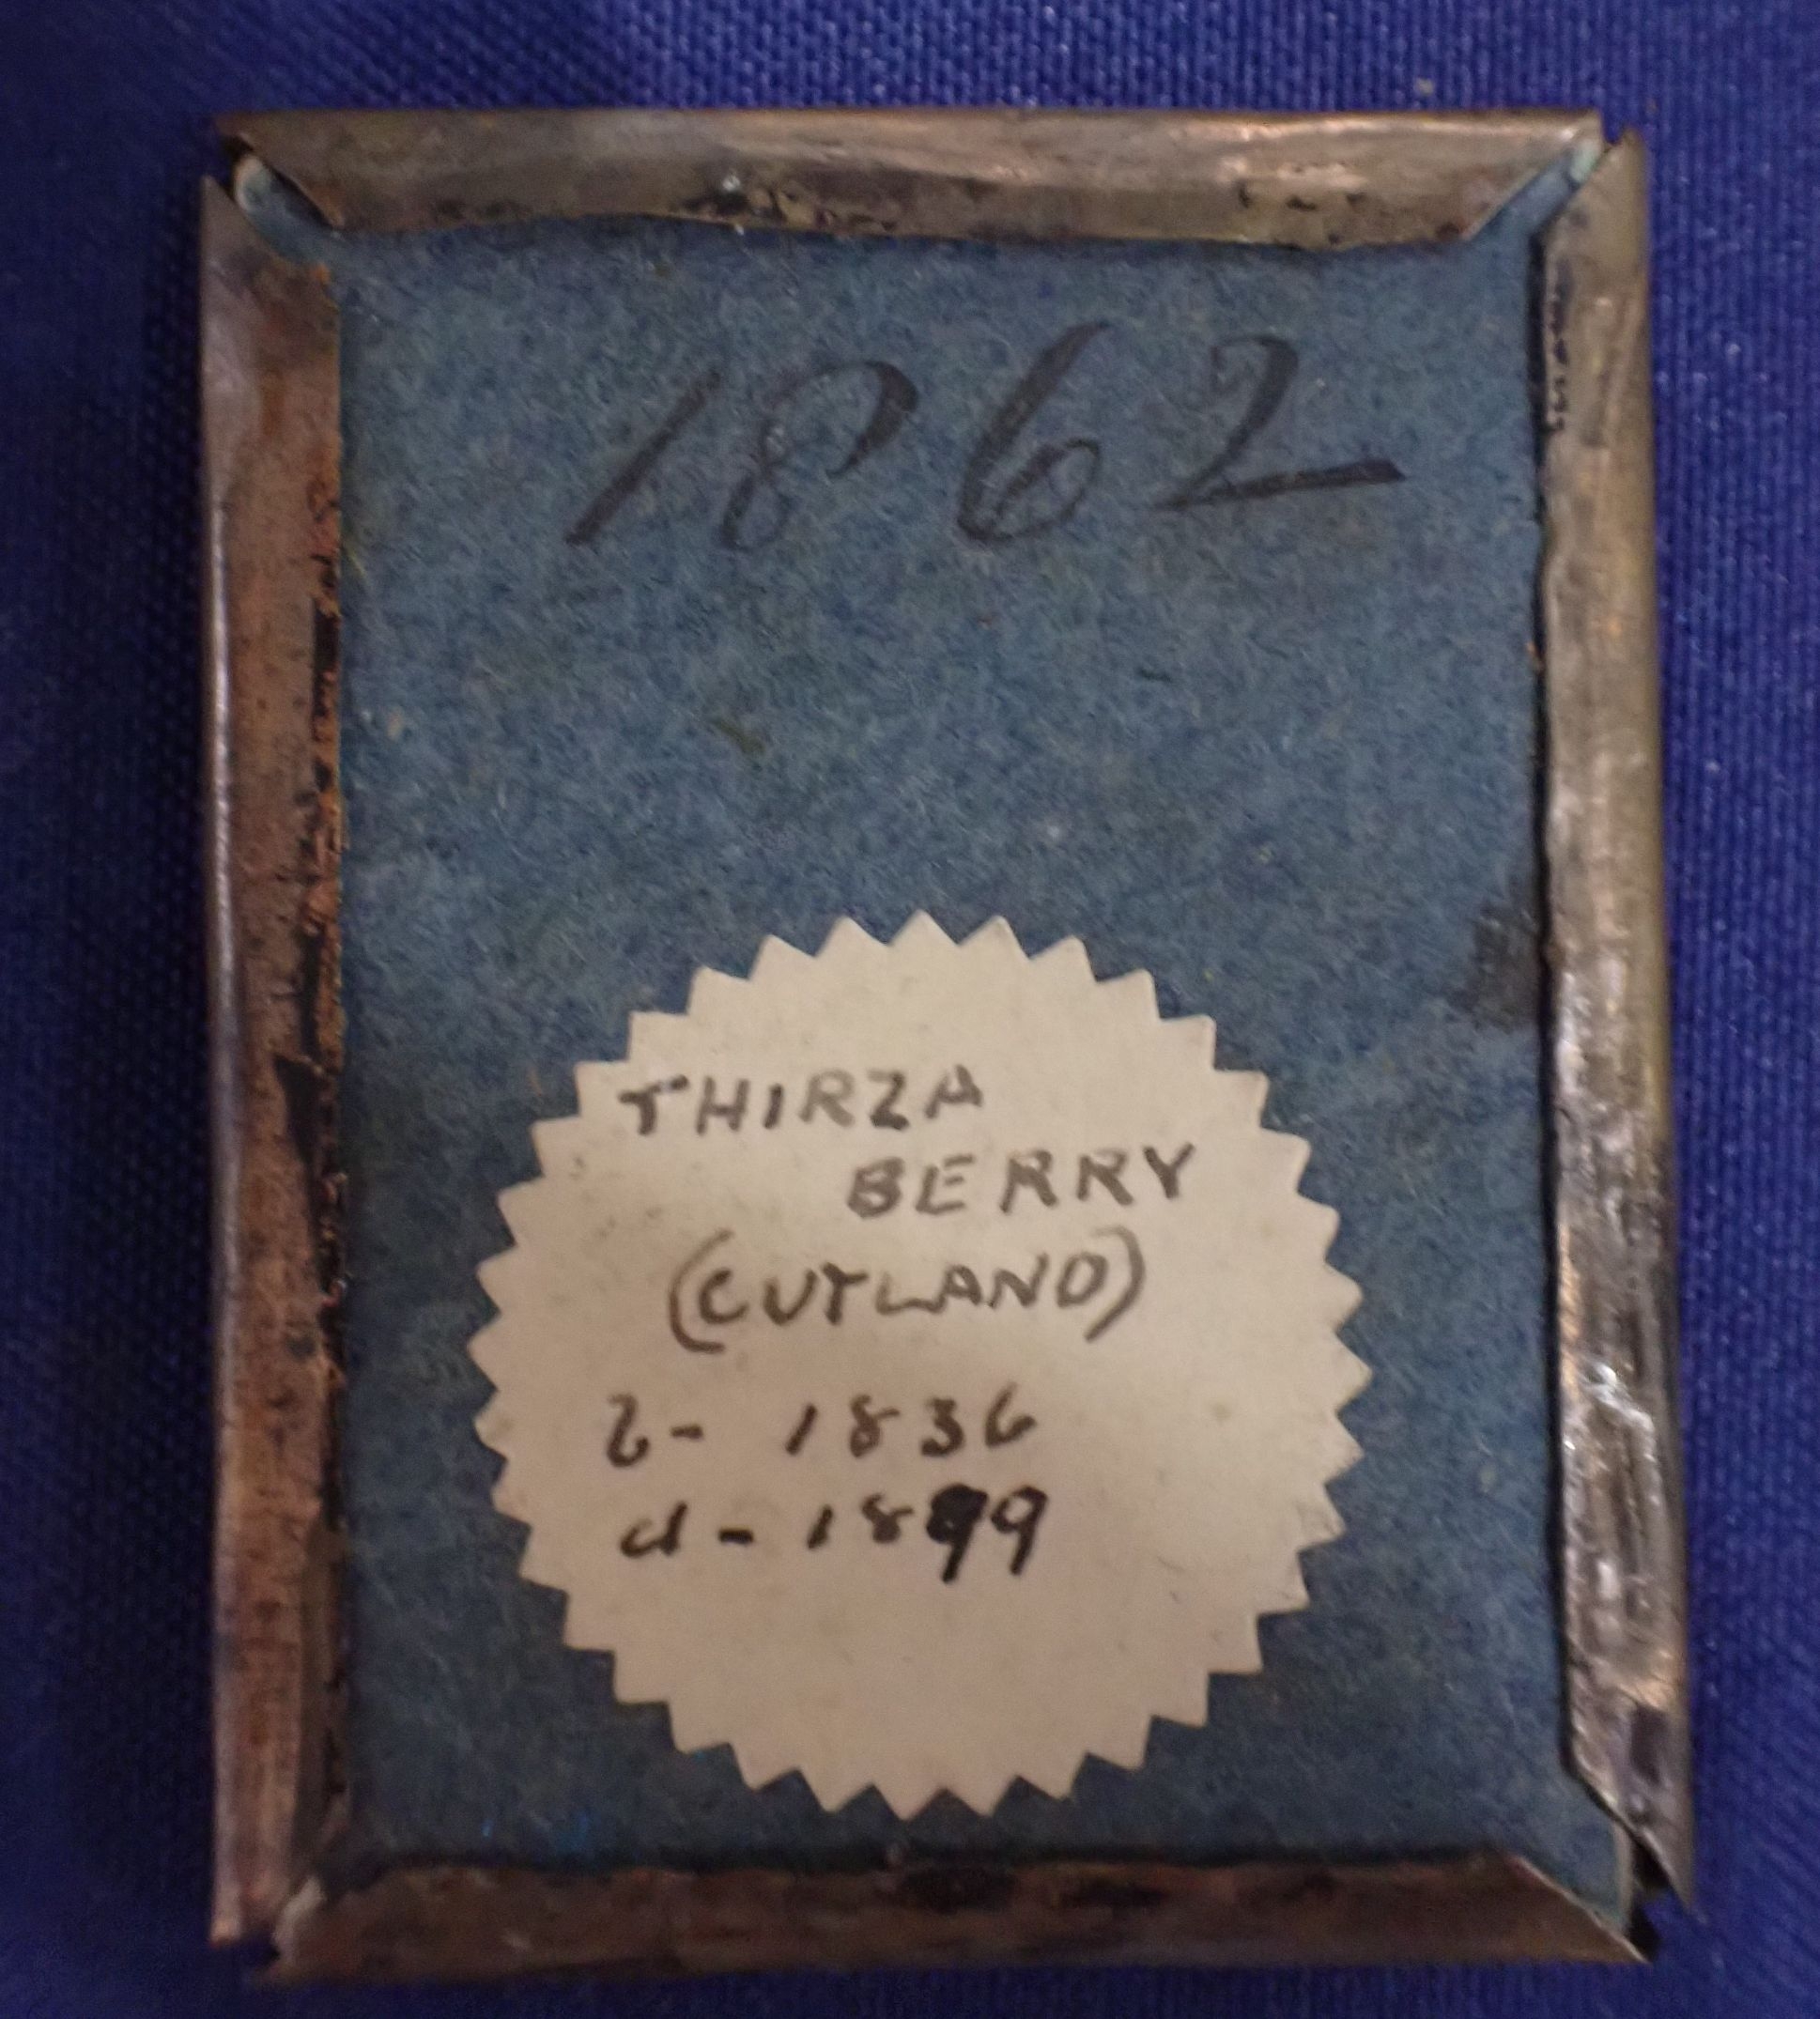 1862
THIRZA
BERRY
(CUTLAND)
b- 1836
d- 1899